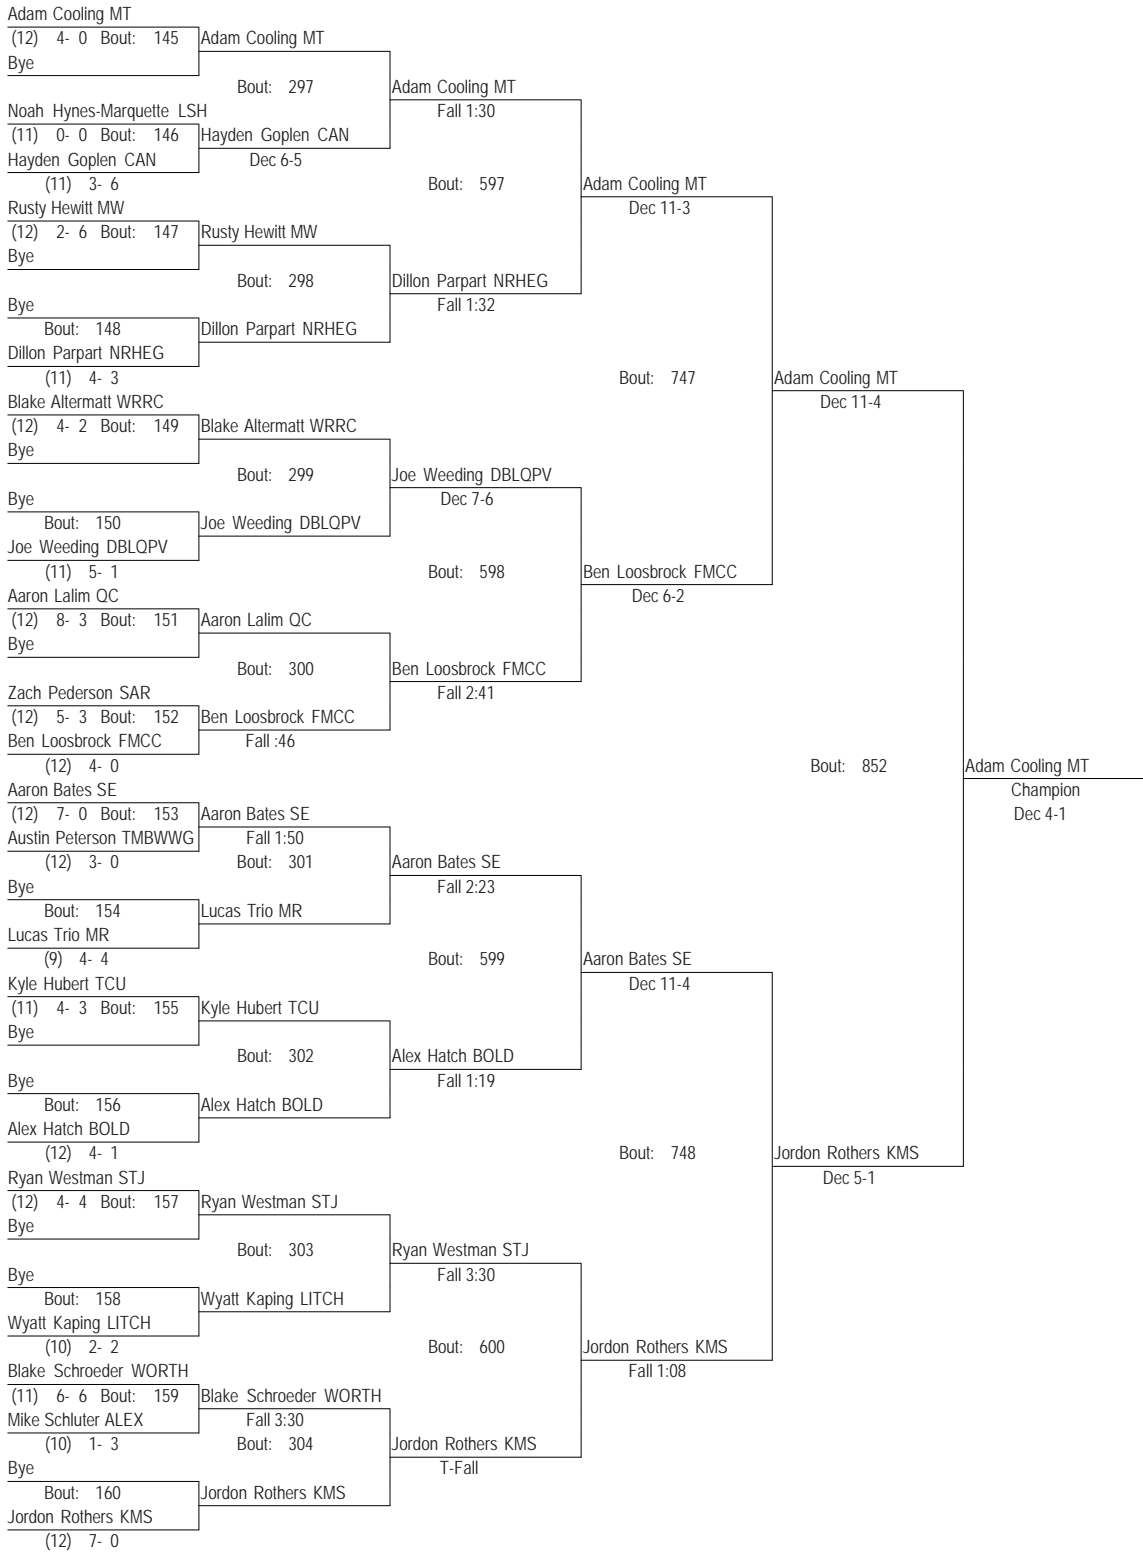 Adam Cooling MT
(12) 4- 0 Bout: 145 Adam Cooling MT
Bye
Bout: 297 Adam Cooling MT
Noah Hynes-Marquette LSH Fall 1:30
(11) 0- 0 Bout: 146 Hayden Goplen CAN
Hayden Goplen CAN Dec 6-5
(11) 3- 6 Bout: 597 Adam Cooling MT
Rusty Hewitt MW Dec 11-3
(12) 2- 6 Bout: 147 Rusty Hewitt MW
Bye
Bout: 298 Dillon Parpart NRHEG
Bye Fall 1:32
Bout: 148 Dillon Parpart NRHEG
Dillon Parpart NRHEG
(11) 4- 3 Bout: 747 Adam Cooling MT
Blake Altermatt WRRC Dec 11-4
(12) 4- 2 Bout: 149 Blake Altermatt WRRC
Bye
Bout: 299 Joe Weeding DBLQPV
Bye Dec 7-6
Bout: 150 Joe Weeding DBLQPV
Joe Weeding DBLQPV
(11) 5- 1 Bout: 598 Ben Loosbrock FMCC
Aaron Lalim QC Dec 6-2
(12) 8- 3 Bout: 151 Aaron Lalim QC
Bye
Bout: 300 Ben Loosbrock FMCC
Zach Pederson SAR Fall 2:41
(12) 5- 3 Bout: 152 Ben Loosbrock FMCC
Ben Loosbrock FMCC Fall :46
(12) 4- 0 Bout: 852 Adam Cooling MT
Aaron Bates SE Champion
(12) 7- 0 Bout: 153 Aaron Bates SE Dec 4-1
Austin Peterson TMBWWG Fall 1:50
(12) 3- 0 Bout: 301 Aaron Bates SE
Bye Fall 2:23
Bout: 154 Lucas Trio MR
Lucas Trio MR
(9) 4- 4 Bout: 599 Aaron Bates SE
Kyle Hubert TCU Dec 11-4
(11) 4- 3 Bout: 155 Kyle Hubert TCU
Bye
Bout: 302 Alex Hatch BOLD
Bye Fall 1:19
Bout: 156 Alex Hatch BOLD
Alex Hatch BOLD
(12) 4- 1 Bout: 748 Jordon Rothers KMS
Ryan Westman STJ Dec 5-1
(12) 4- 4 Bout: 157 Ryan Westman STJ
Bye
Bout: 303 Ryan Westman STJ
Bye Fall 3:30
Bout: 158 Wyatt Kaping LITCH
Wyatt Kaping LITCH
(10) 2- 2 Bout: 600 Jordon Rothers KMS
Blake Schroeder WORTH Fall 1:08
(11) 6- 6 Bout: 159 Blake Schroeder WORTH
Mike Schluter ALEX Fall 3:30
(10) 1- 3 Bout: 304 Jordon Rothers KMS
Bye T-Fall
Bout: 160 Jordon Rothers KMS
Jordon Rothers KMS
(12) 7- 0